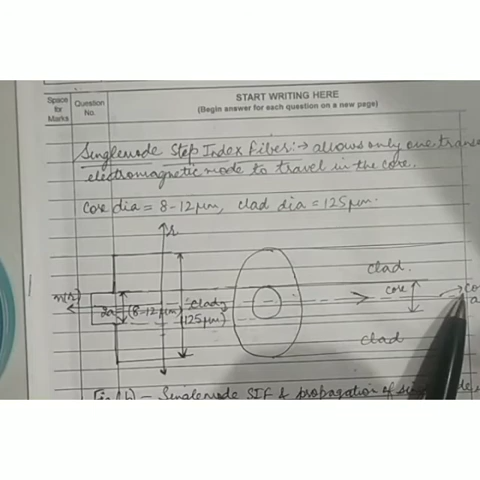 Space for Marks
Question No.
START WRITING HERE
(Begin answer for each question on a new page)
Singlemode Step Index Fiber:→ allows only one trans
electromagnetic mode to travel in the core.
Core dia = 8-12μm, clad dia = 125μm.
r
n(r)
2a=(8-12μm)
Clad
(125μm)
clad.
core
Co
a
clad
Fig (b) - Singlemode SIF & propagation of